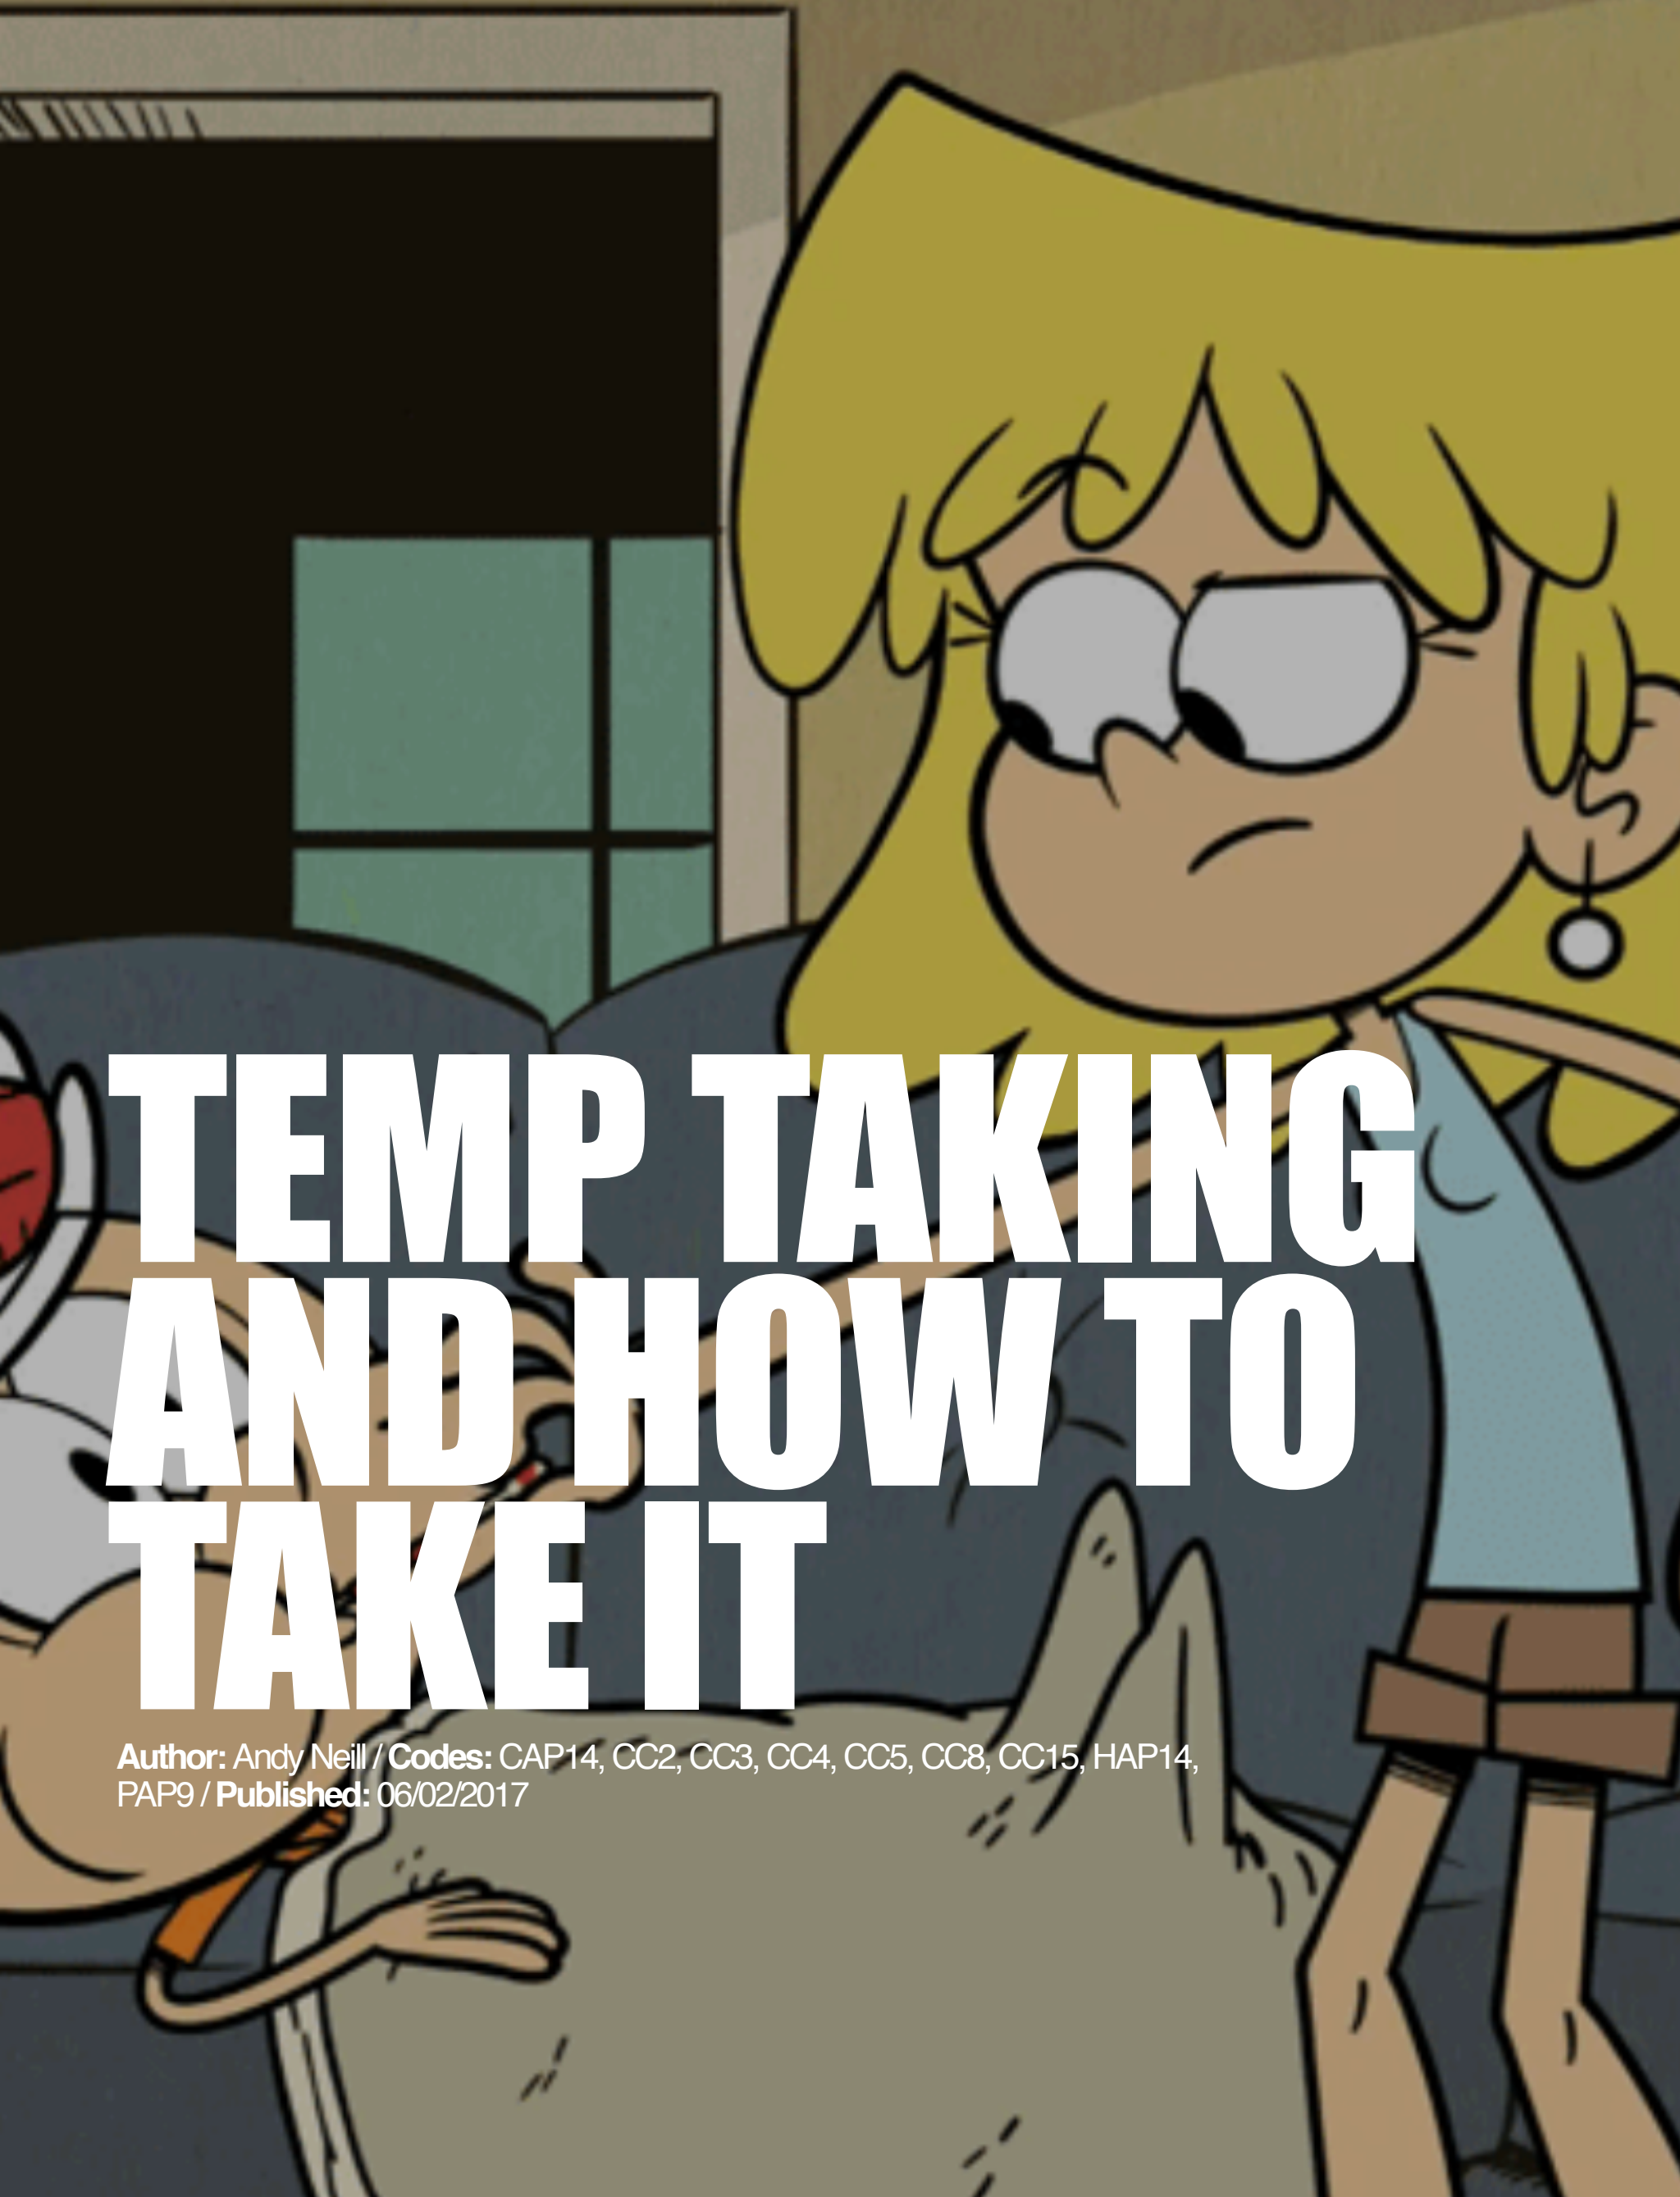 TEMP TAKING
AND HOW TO
TAKE IT
Author: Andy Neill / Codes: CAP14, CC2, CC3, CC4, CC5, CC8, CC15, HAP14,
PAP9 / Published: 06/02/2017